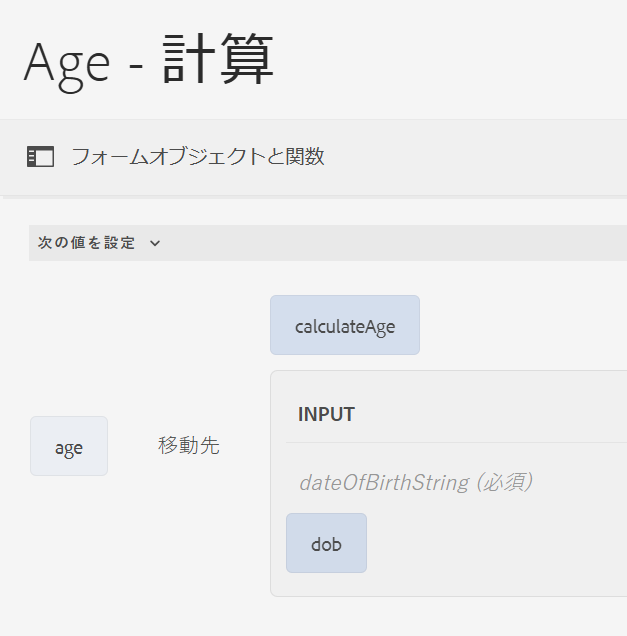 Age - 計算
フォームオブジェクトと関数
次の値を設定
calculateAge
INPUT
age 移動先
dateOfBirthString (必須)
dob